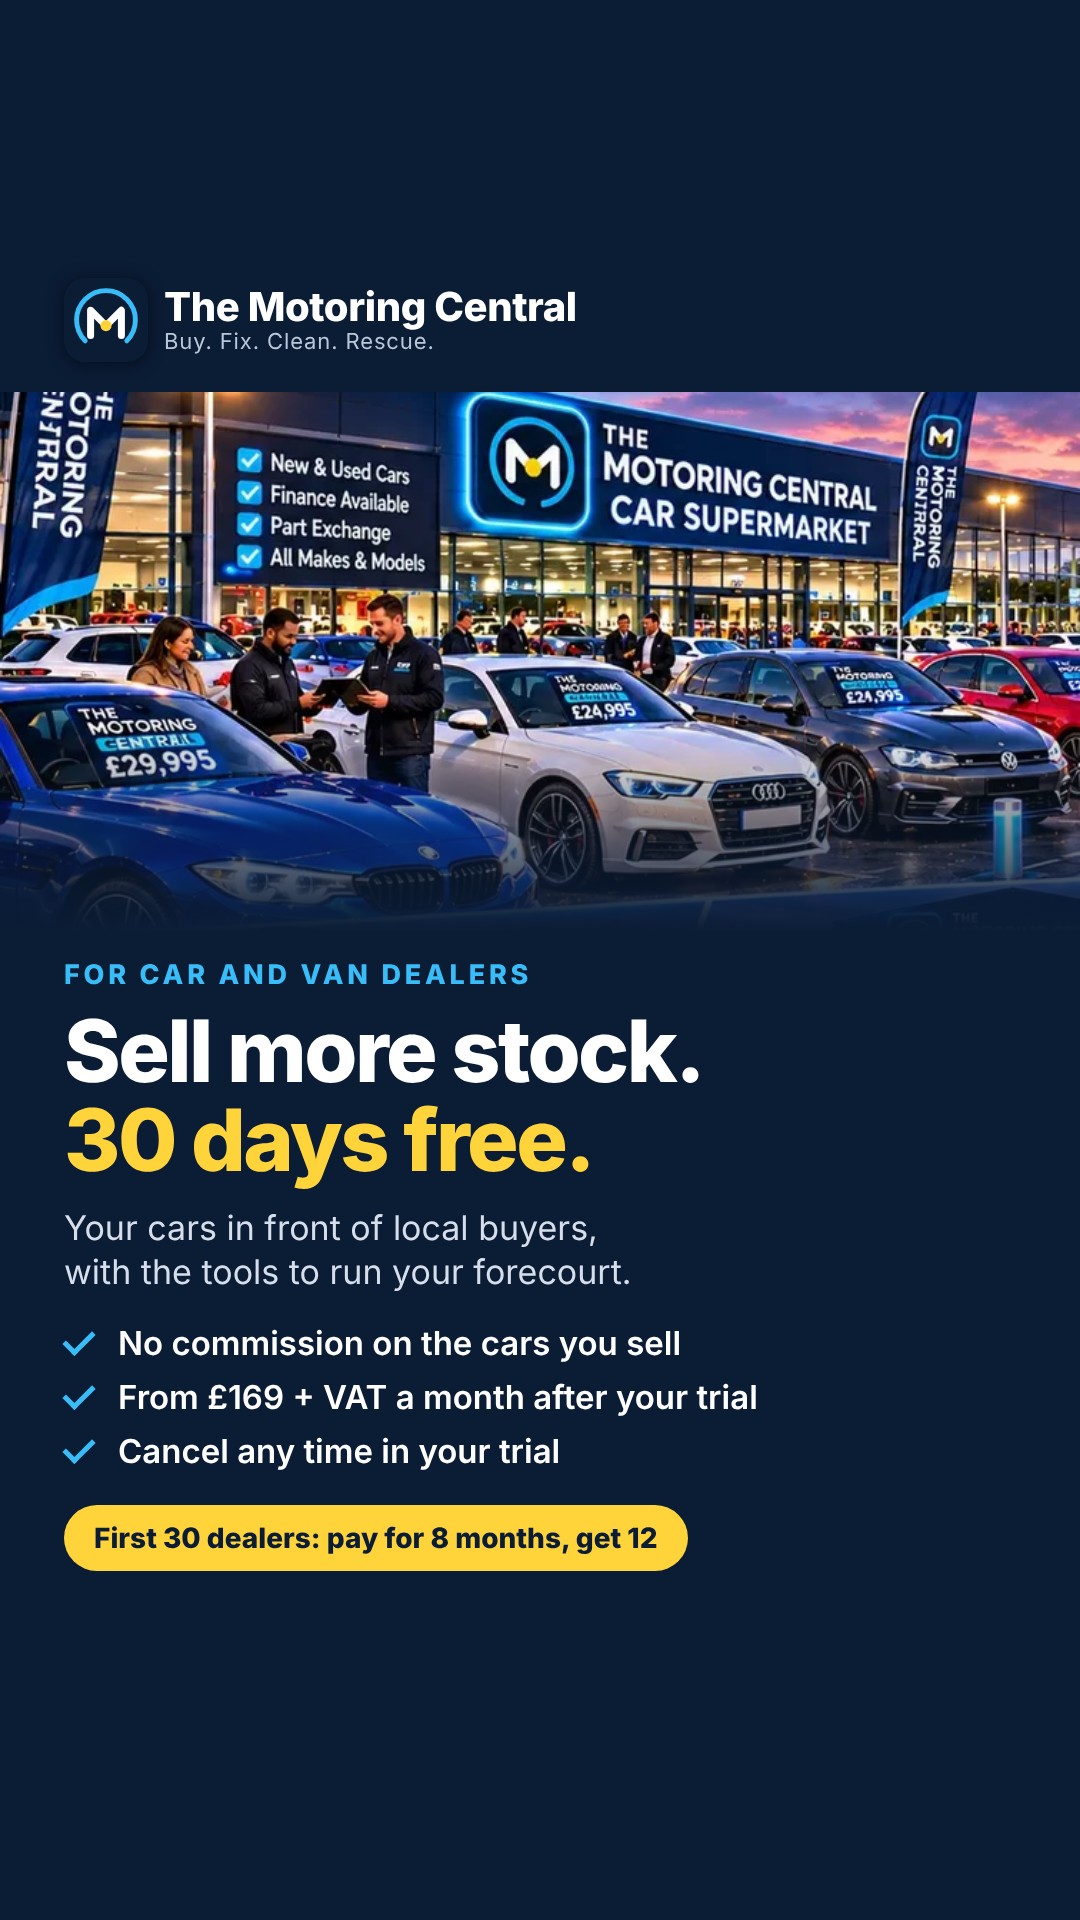 The Motoring Central
Buy. Fix. Clean. Rescue.
New & Used Cars
Finance Available
Part Exchange
All Makes & Models
THE
MOTORING CENTRAL
CAR SUPERMARKET
THE
MOTORING
THE
MOTORING
CENTRAL
£29,995
THE
MOTORING
£24,995
£24,995
FOR CAR AND VAN DEALERS
Sell more stock.
30 days free.
Your cars in front of local buyers,
with the tools to run your forecourt.
No commission on the cars you sell
From £169 + VAT a month after your trial
Cancel any time in your trial
First 30 dealers: pay for 8 months, get 12